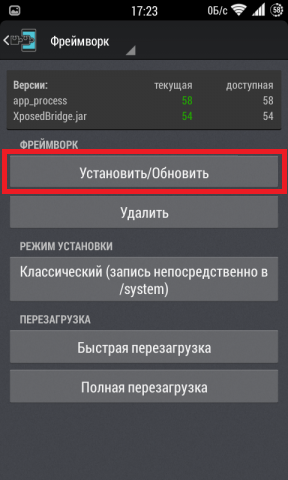 17:23 0Б/с 58
Фреймворк
Версии: текущая доступная
app_process 58 58
XposedBridge.jar 54 54
ФРЕЙМВОРК
Установить/Обновить
Удалить
РЕЖИМ УСТАНОВКИ
Классический (запись непосредственно в
/system)
ПЕРЕЗАГРУЗКА
Быстрая перезагрузка
Полная перезагрузка